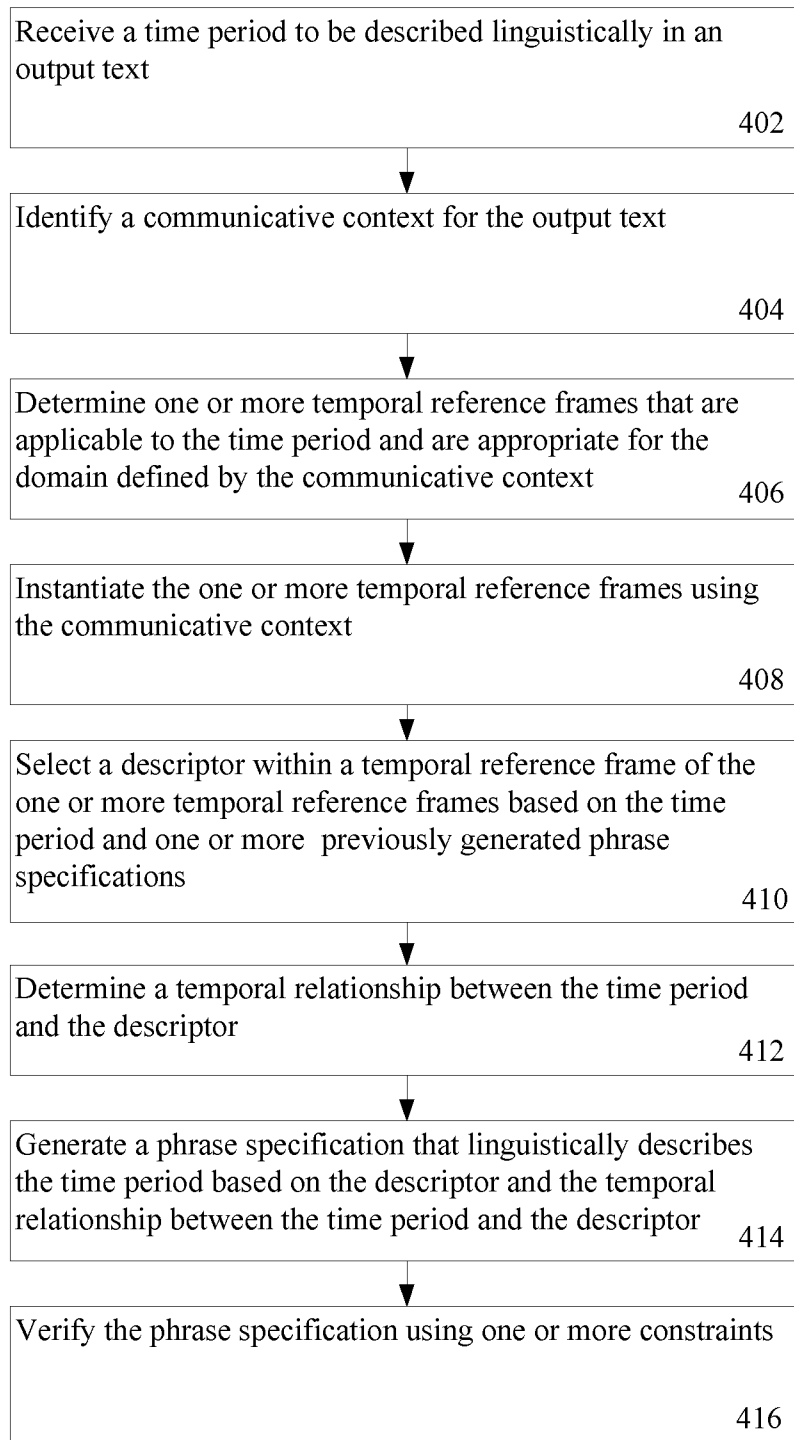 Receive a time period to be described linguistically in an
output text
402
Identify a communicative context for the output text
404
Determine one or more temporal reference frames that are
applicable to the time period and are appropriate for the
domain defined by the communicative context
406
Instantiate the one or more temporal reference frames using
the communicative context
408
Select a descriptor within a temporal reference frame of the
one or more temporal reference frames based on the time
period and one or more  previously generated phrase
specifications
410
Determine a temporal relationship between the time period
and the descriptor
412
Generate a phrase specification that linguistically describes
the time period based on the descriptor and the temporal
relationship between the time period and the descriptor
414
Verify the phrase specification using one or more constraints
416